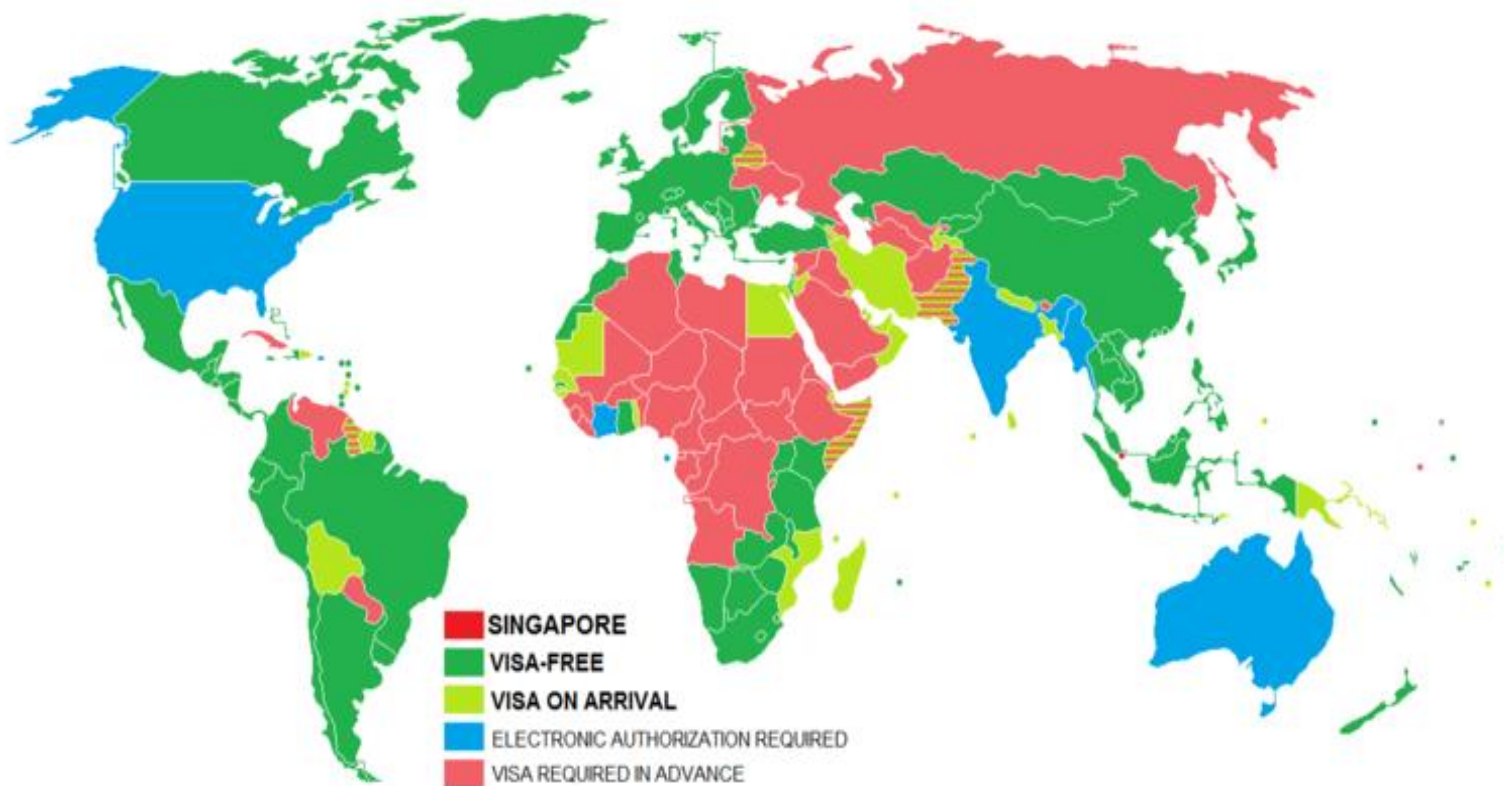 SINGAPORE
VISA-FREE
VISA ON ARRIVAL
ELECTRONIC AUTHORIZATION REQUIRED
VISA REQUIRED IN ADVANCE